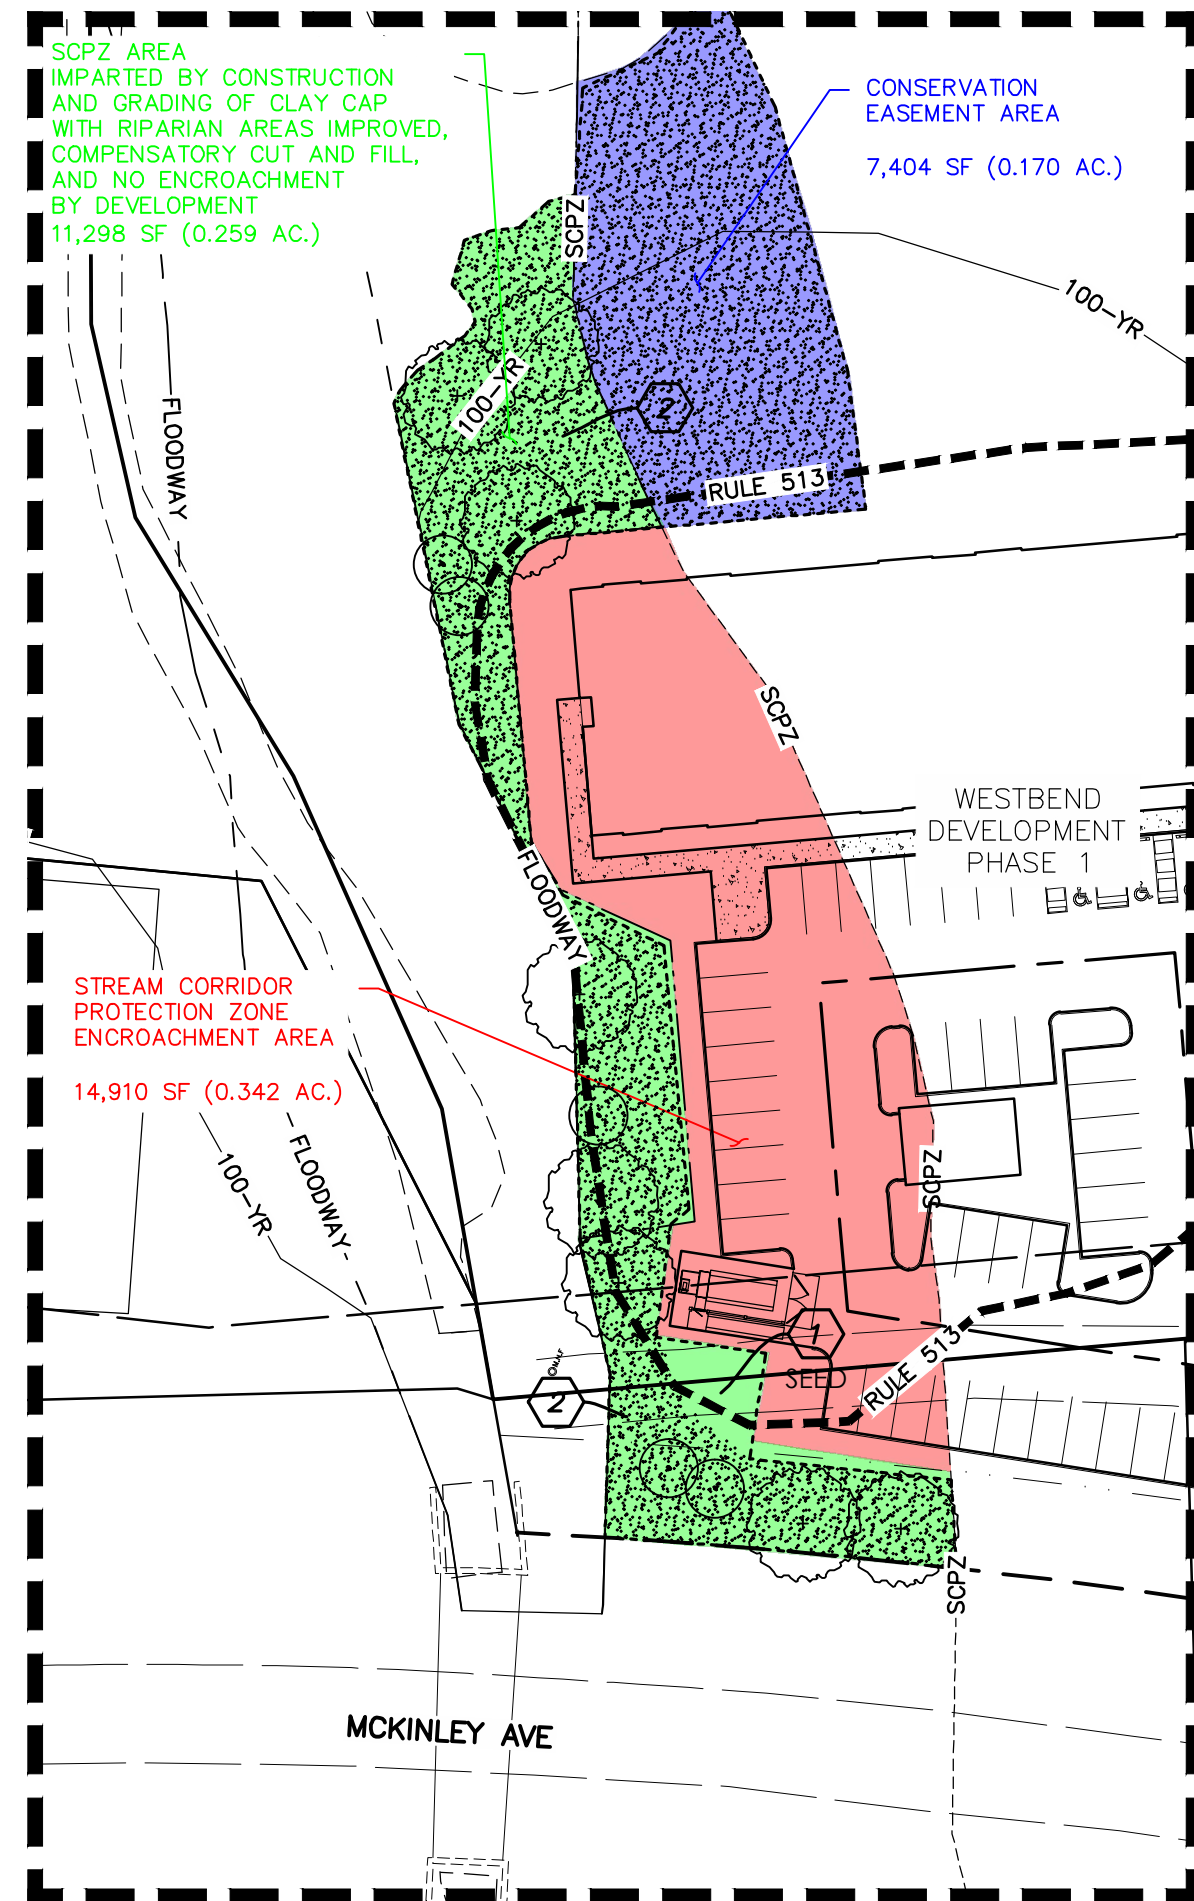 SCPZ AREA
IMPARTED BY CONSTRUCTION
AND GRADING OF CLAY CAP
WITH RIPARIAN AREAS IMPROVED,
COMPENSATORY CUT AND FILL,
AND NO ENCROACHMENT
BY DEVELOPMENT
11,298 SF (0.259 AC.)
CONSERVATION
EASEMENT AREA
7,404 SF (0.170 AC.)
SCPZ
100-YR
100-YR
FLOODWAY
2
RULE 513
SCPZ
WESTBEND
DEVELOPMENT
PHASE 1
FLOODWAY
STREAM CORRIDOR
PROTECTION ZONE
ENCROACHMENT AREA
14,910 SF (0.342 AC.)
100-YR
FLOODWAY
SCPZ
1
SEED
RULE 513
2
SCPZ
MCKINLEY AVE